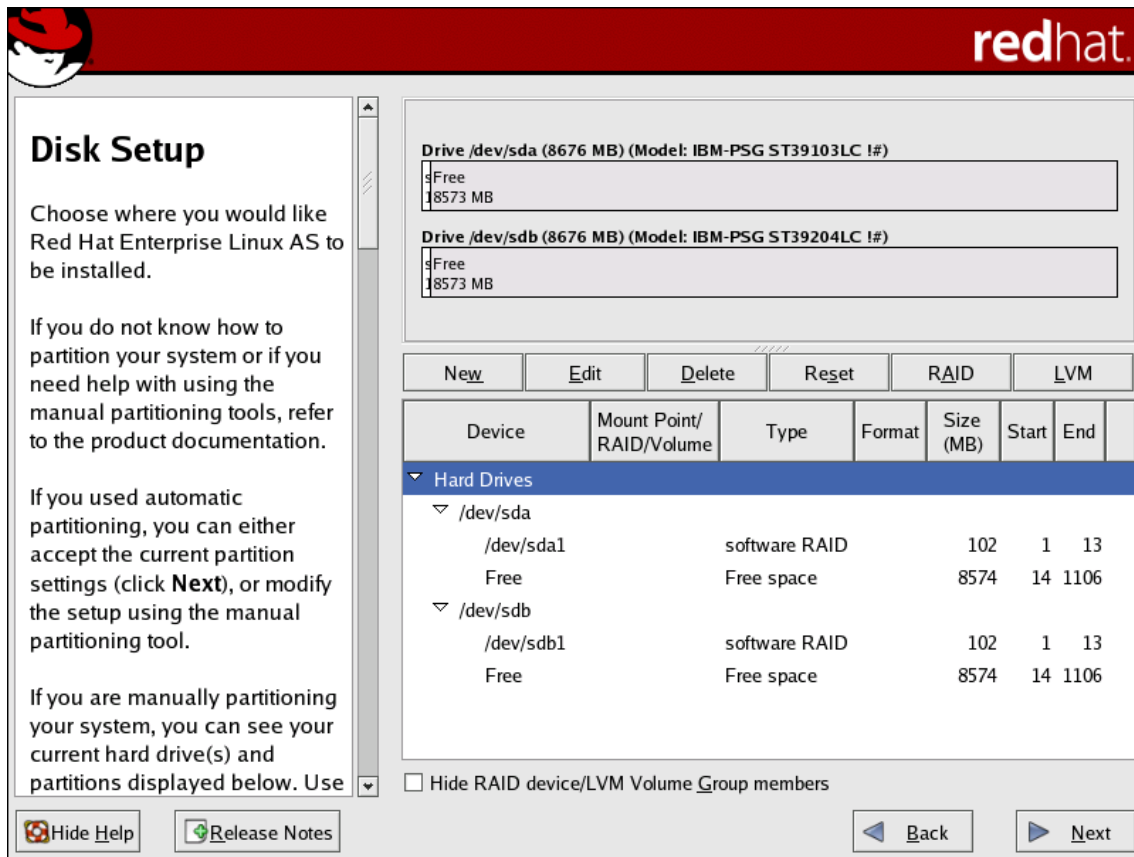 redhat.
Disk Setup
Choose where you would like
Red Hat Enterprise Linux AS to
be installed.
If you do not know how to
partition your system or if you
need help with using the
manual partitioning tools, refer
to the product documentation.
If you used automatic
partitioning, you can either
accept the current partition
settings (click Next), or modify
the setup using the manual
partitioning tool.
If you are manually partitioning
your system, you can see your
current hard drive(s) and
partitions displayed below. Use
Drive /dev/sda (8676 MB) (Model: IBM-PSG ST39103LC !#)
s Free
1 8573 MB
Drive /dev/sdb (8676 MB) (Model: IBM-PSG ST39204LC !#)
s Free
1 8573 MB
New Edit Delete Reset RAID LVM
Device Mount Point/ RAID/Volume Type Format Size (MB) Start End
Hard Drives
/dev/sda
/dev/sda1 software RAID 102 1 13
Free Free space 8574 14 1106
/dev/sdb
/dev/sdb1 software RAID 102 1 13
Free Free space 8574 14 1106
Hide RAID device/LVM Volume Group members
Hide Help Release Notes Back Next